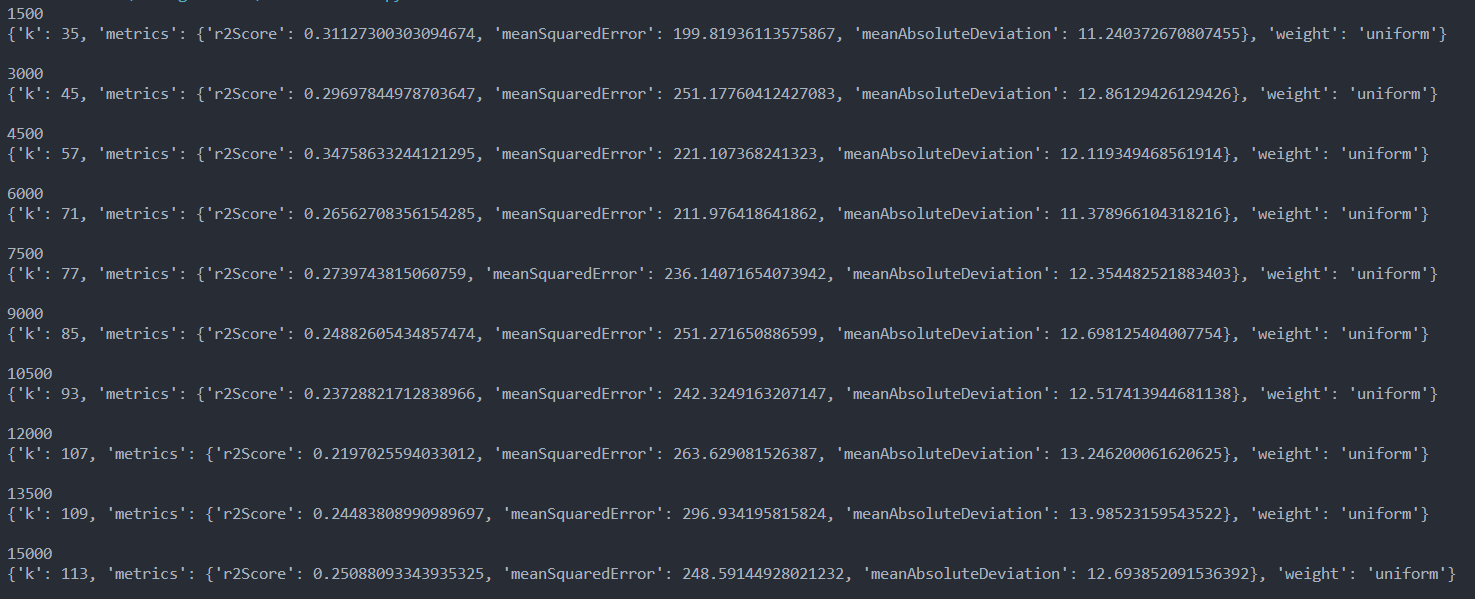 1500
{'k': 35, 'metrics': {'r2Score': 0.31127300303094674, 'meanSquaredError': 199.81936113575867, 'meanAbsoluteDeviation': 11.240372670807455}, 'weight': 'uniform'}
3000
{'k': 45, 'metrics': {'r2Score': 0.29697844978703647, 'meanSquaredError': 251.17760412427083, 'meanAbsoluteDeviation': 12.86129426129426}, 'weight': 'uniform'}
4500
{'k': 57, 'metrics': {'r2Score': 0.34758633244121295, 'meanSquaredError': 221.107368241323, 'meanAbsoluteDeviation': 12.119349468561914}, 'weight': 'uniform'}
6000
{'k': 71, 'metrics': {'r2Score': 0.26562708356154285, 'meanSquaredError': 211.976418641862, 'meanAbsoluteDeviation': 11.378966104318216}, 'weight': 'uniform'}
7500
{'k': 77, 'metrics': {'r2Score': 0.2739743815060759, 'meanSquaredError': 236.14071654073942, 'meanAbsoluteDeviation': 12.354482521883403}, 'weight': 'uniform'}
9000
{'k': 85, 'metrics': {'r2Score': 0.24882605434857474, 'meanSquaredError': 251.271650886599, 'meanAbsoluteDeviation': 12.698125404007754}, 'weight': 'uniform'}
10500
{'k': 93, 'metrics': {'r2Score': 0.23728821712838966, 'meanSquaredError': 242.3249163207147, 'meanAbsoluteDeviation': 12.517413944681138}, 'weight': 'uniform'}
12000
{'k': 107, 'metrics': {'r2Score': 0.2197025594033012, 'meanSquaredError': 263.629081526387, 'meanAbsoluteDeviation': 13.246200061620625}, 'weight': 'uniform'}
13500
{'k': 109, 'metrics': {'r2Score': 0.24483808990989697, 'meanSquaredError': 296.934195815824, 'meanAbsoluteDeviation': 13.98523159543522}, 'weight': 'uniform'}
15000
{'k': 113, 'metrics': {'r2Score': 0.25088093343935325, 'meanSquaredError': 248.59144928021232, 'meanAbsoluteDeviation': 12.693852091536392}, 'weight': 'uniform'}